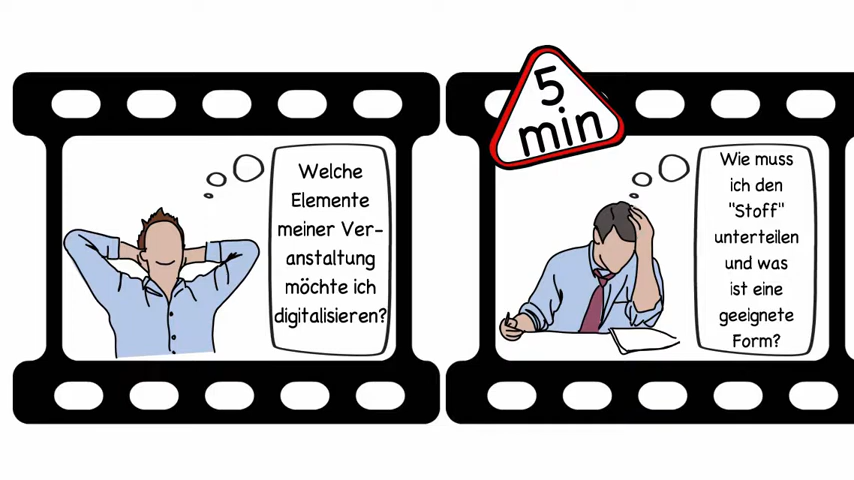 Welche
Elemente
meiner Ver-
anstaltung
möchte ich
digitalisieren?
5
min
Wie muss
ich den
"Stoff"
unterteilen
und was
ist eine
geeignete
Form?